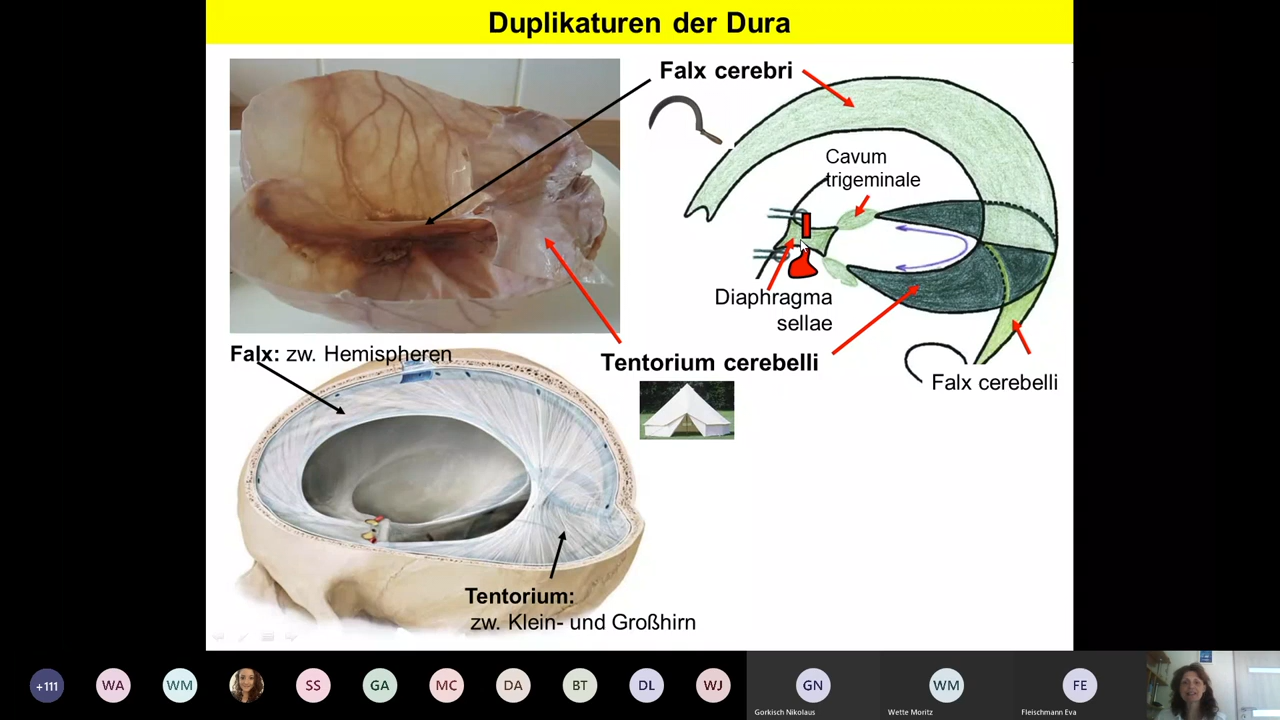 Duplikaturen der Dura
Falx cerebri
Cavum
trigeminale
Diaphragma
sellae
Falx: zw. Hemispheren
Tentorium cerebelli
Falx cerebelli
Tentorium:
zw. Klein- und Großhirn
+111
WA
WM
SS
GA
MC
DA
BT
DL
WJ
GN
WM
FE
Gorkisch Nikolaus
Wette Moritz
Fleischmann Eva